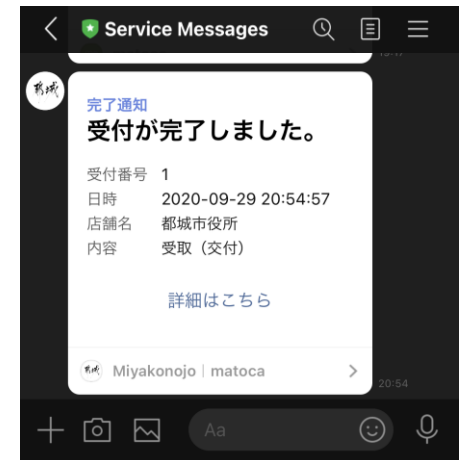 Service Messages
完了通知
受付が完了しました。
受付番号 1
日時 2020-09-29 20:54:57
店舗名 都城市役所
内容 受取（交付）
詳細はこちら
Miyakonojo | matoca
20:54
Aa